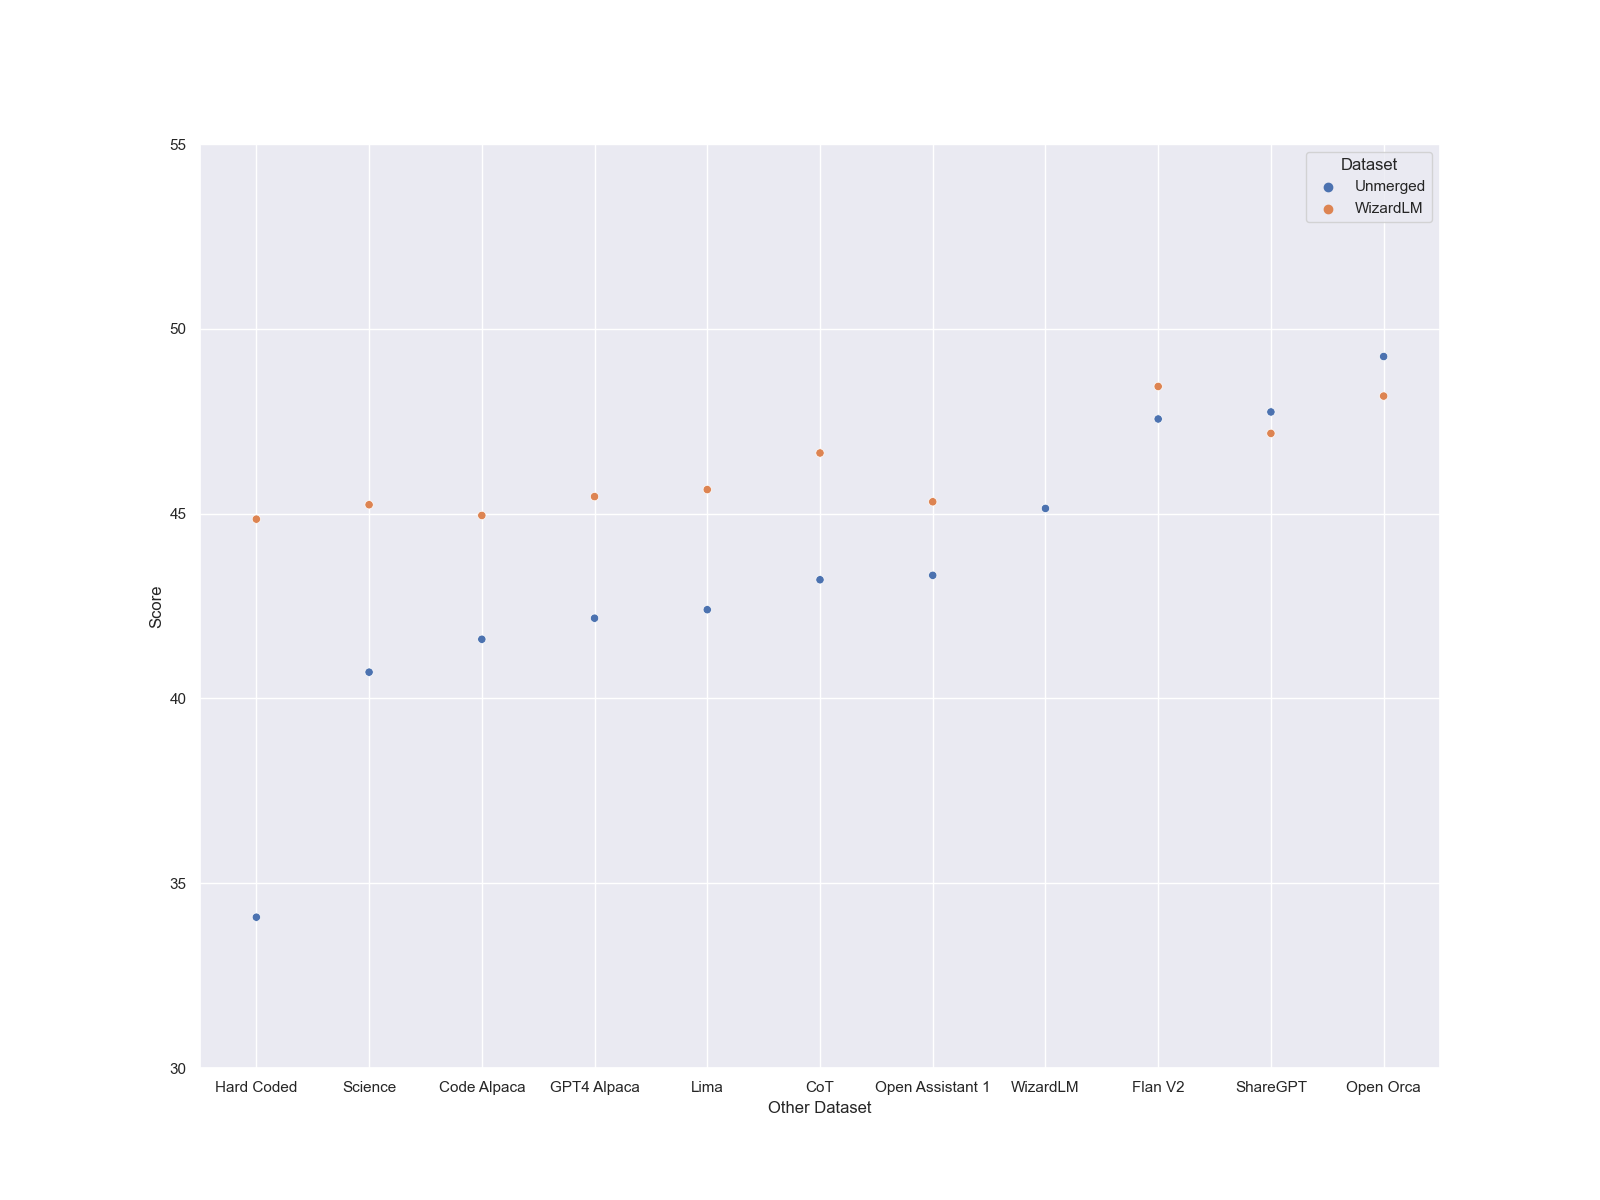 55
50
45
40
35
30
Score
Dataset
Unmerged
WizardLM
Hard Coded Science Code Alpaca GPT4 Alpaca Lima CoT Open Assistant 1 WizardLM Flan V2 ShareGPT Open Orca
Other Dataset